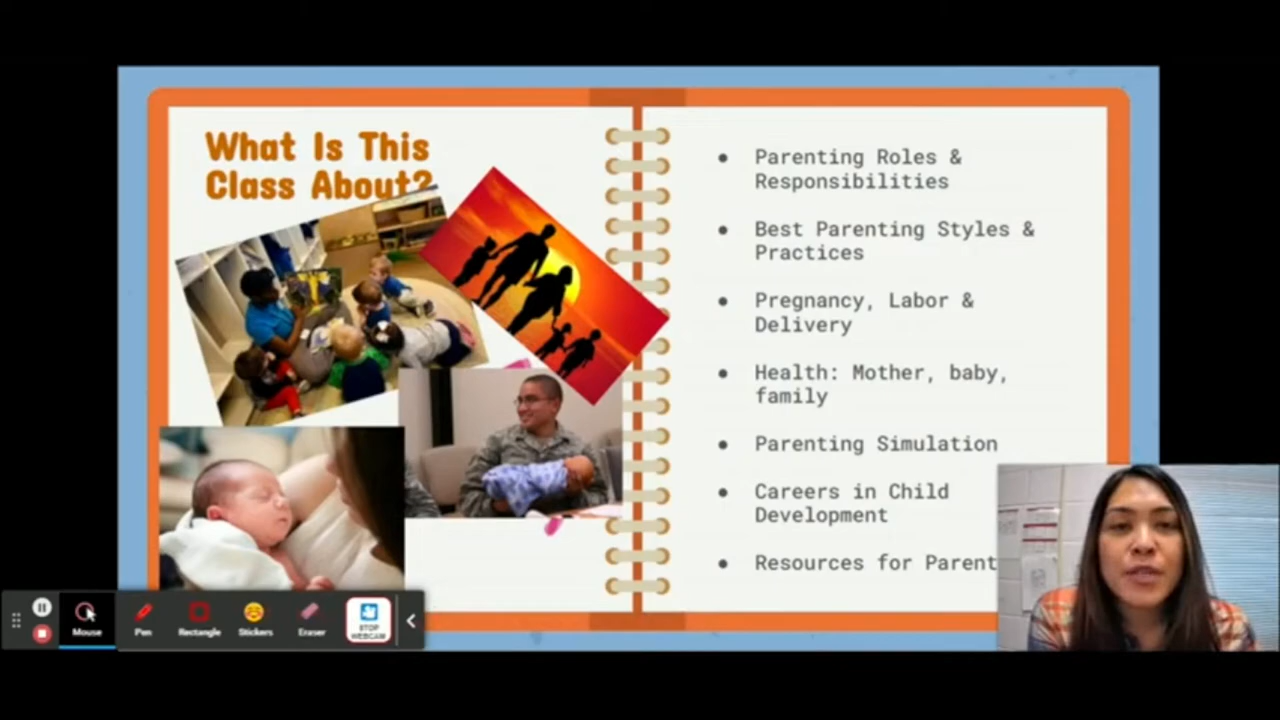 What Is This
Class About?
Parenting Roles &
Responsibilities
Best Parenting Styles &
Practices
Pregnancy, Labor &
Delivery
Health: Mother, baby,
family
Parenting Simulation
Careers in Child
Development
Resources for Parent
Mouse
Pen
Rectangle
Stickers
Eraser
STOP
WEBCAM